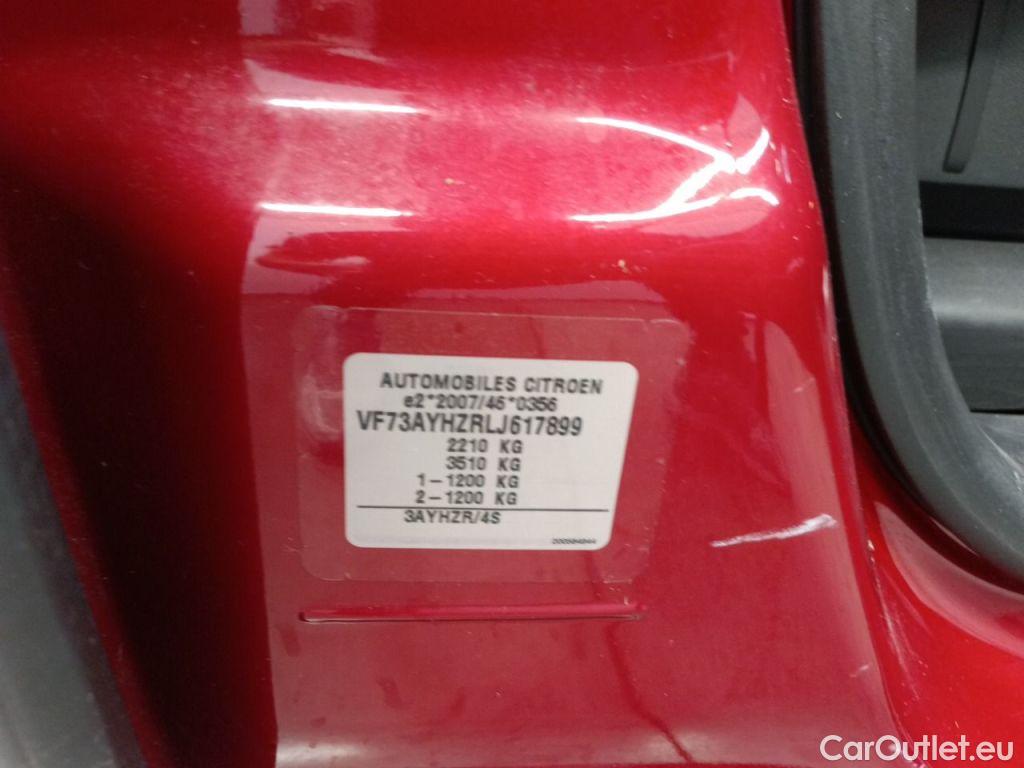 AUTOMOBILES CITROEN
e2*2007/46*0356
VF73AYHZRLJ617899
2210 KG
3510 KG
1-1200 KG
2-1200 KG
3AYHZR/4S
CarOutlet.eu